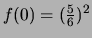 f(0) = (5/6)^2